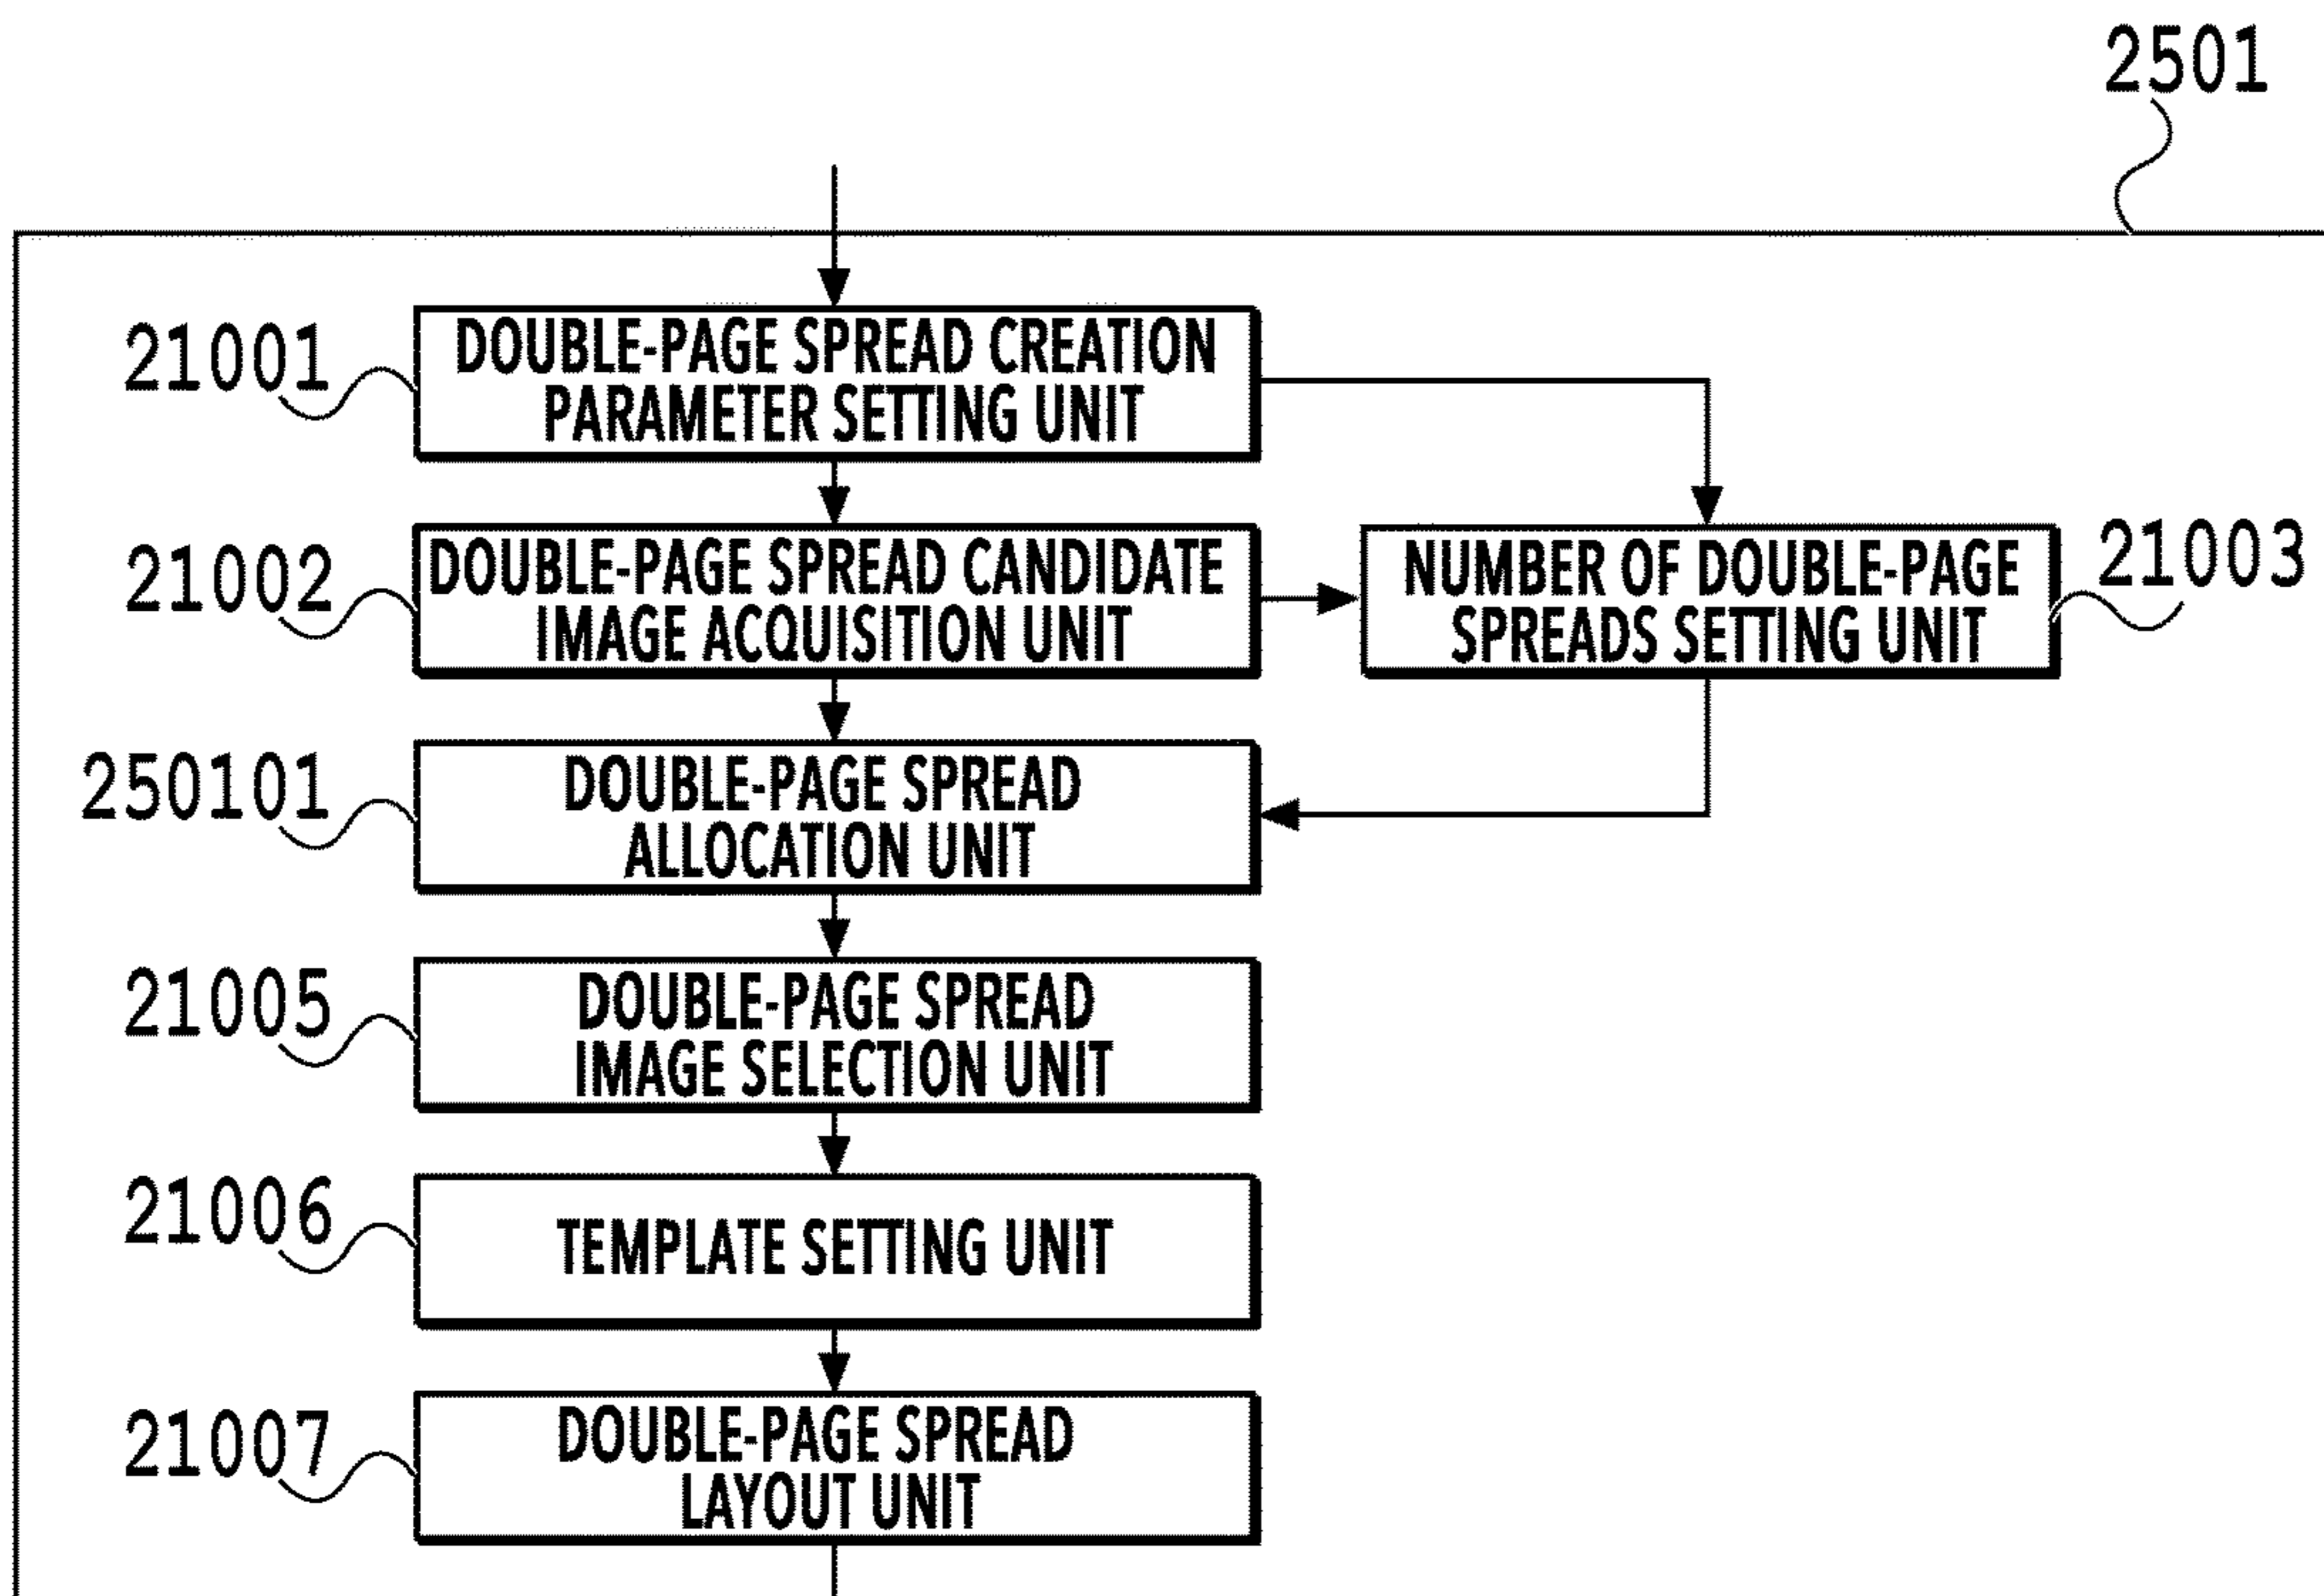 2501
21001
DOUBLE-PAGE SPREAD CREATION
PARAMETER SETTING UNIT
21002
DOUBLE-PAGE SPREAD CANDIDATE
IMAGE ACQUISITION UNIT
NUMBER OF DOUBLE-PAGE
SPREADS SETTING UNIT
21003
250101
DOUBLE-PAGE SPREAD
ALLOCATION UNIT
21005
DOUBLE-PAGE SPREAD
IMAGE SELECTION UNIT
21006
TEMPLATE SETTING UNIT
21007
DOUBLE-PAGE SPREAD
LAYOUT UNIT